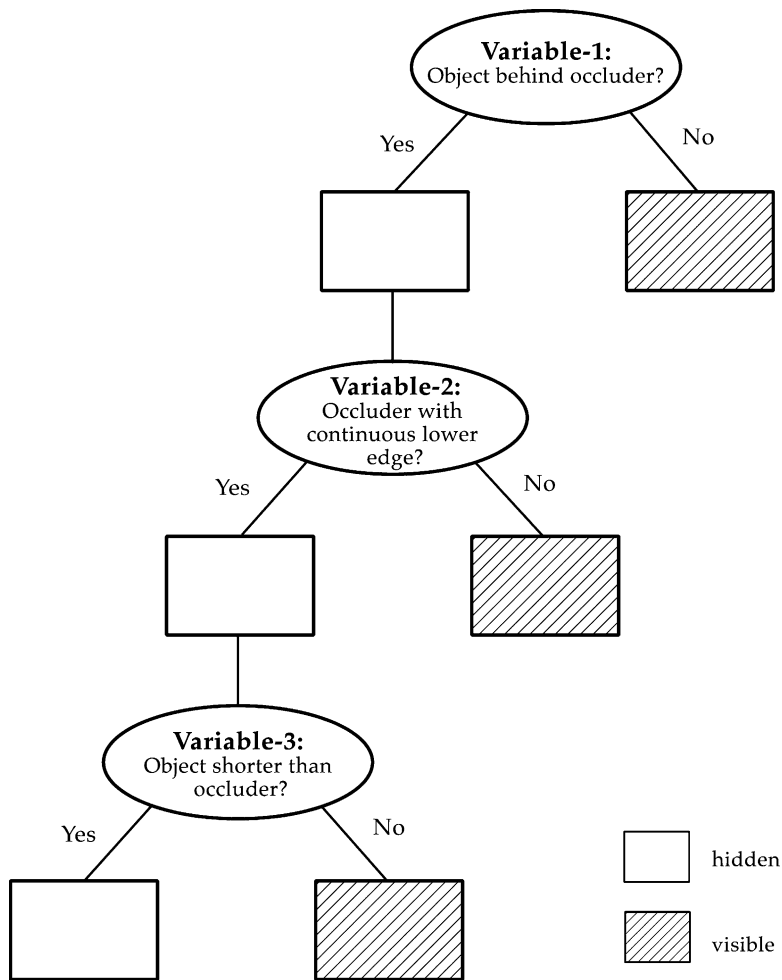 Variable-1:
Object behind occluder?
Yes
No
Variable-2:
Occluder with
continuous lower
edge?
Yes
No
Variable-3:
Object shorter than
occluder?
Yes
No
hidden
visible